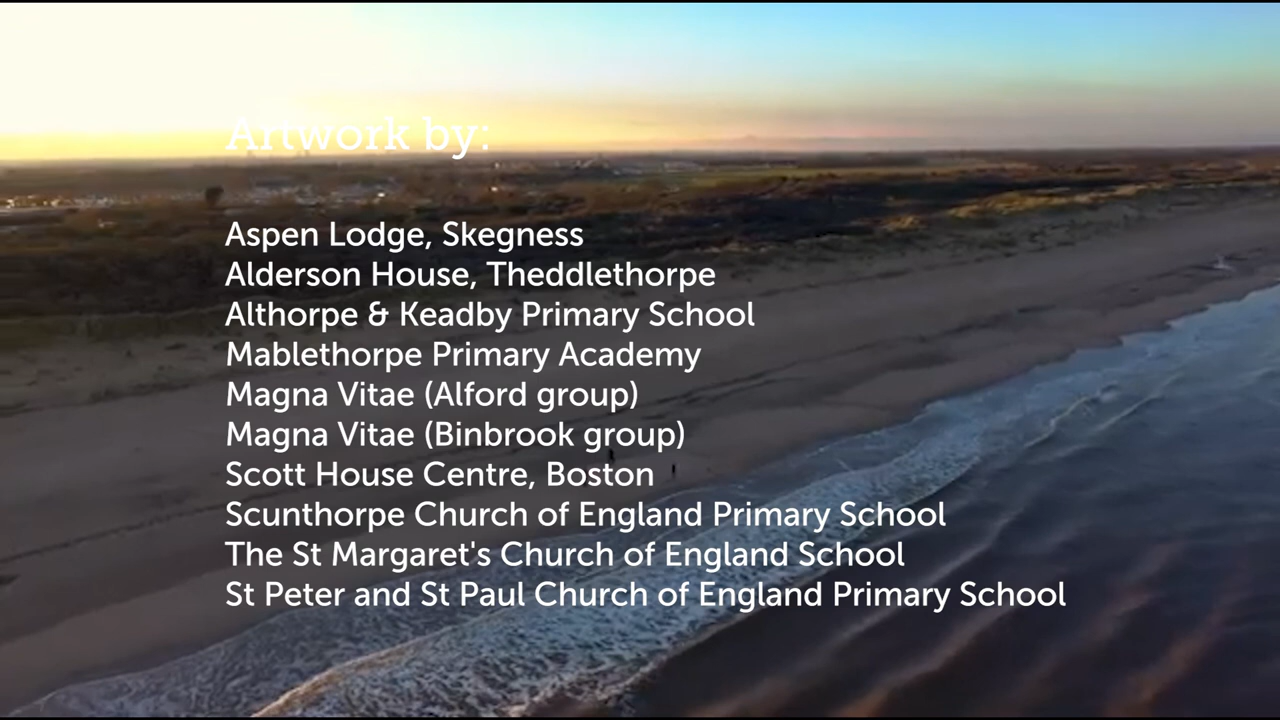 Artwork by:
Aspen Lodge, Skegness
Alderson House, Theddlethorpe
Althorpe & Keadby Primary School
Mablethorpe Primary Academy
Magna Vitae (Alford group)
Magna Vitae (Binbrook group)
Scott House Centre, Boston
Scunthorpe Church of England Primary School
The St Margaret's Church of England School
St Peter and St Paul Church of England Primary School